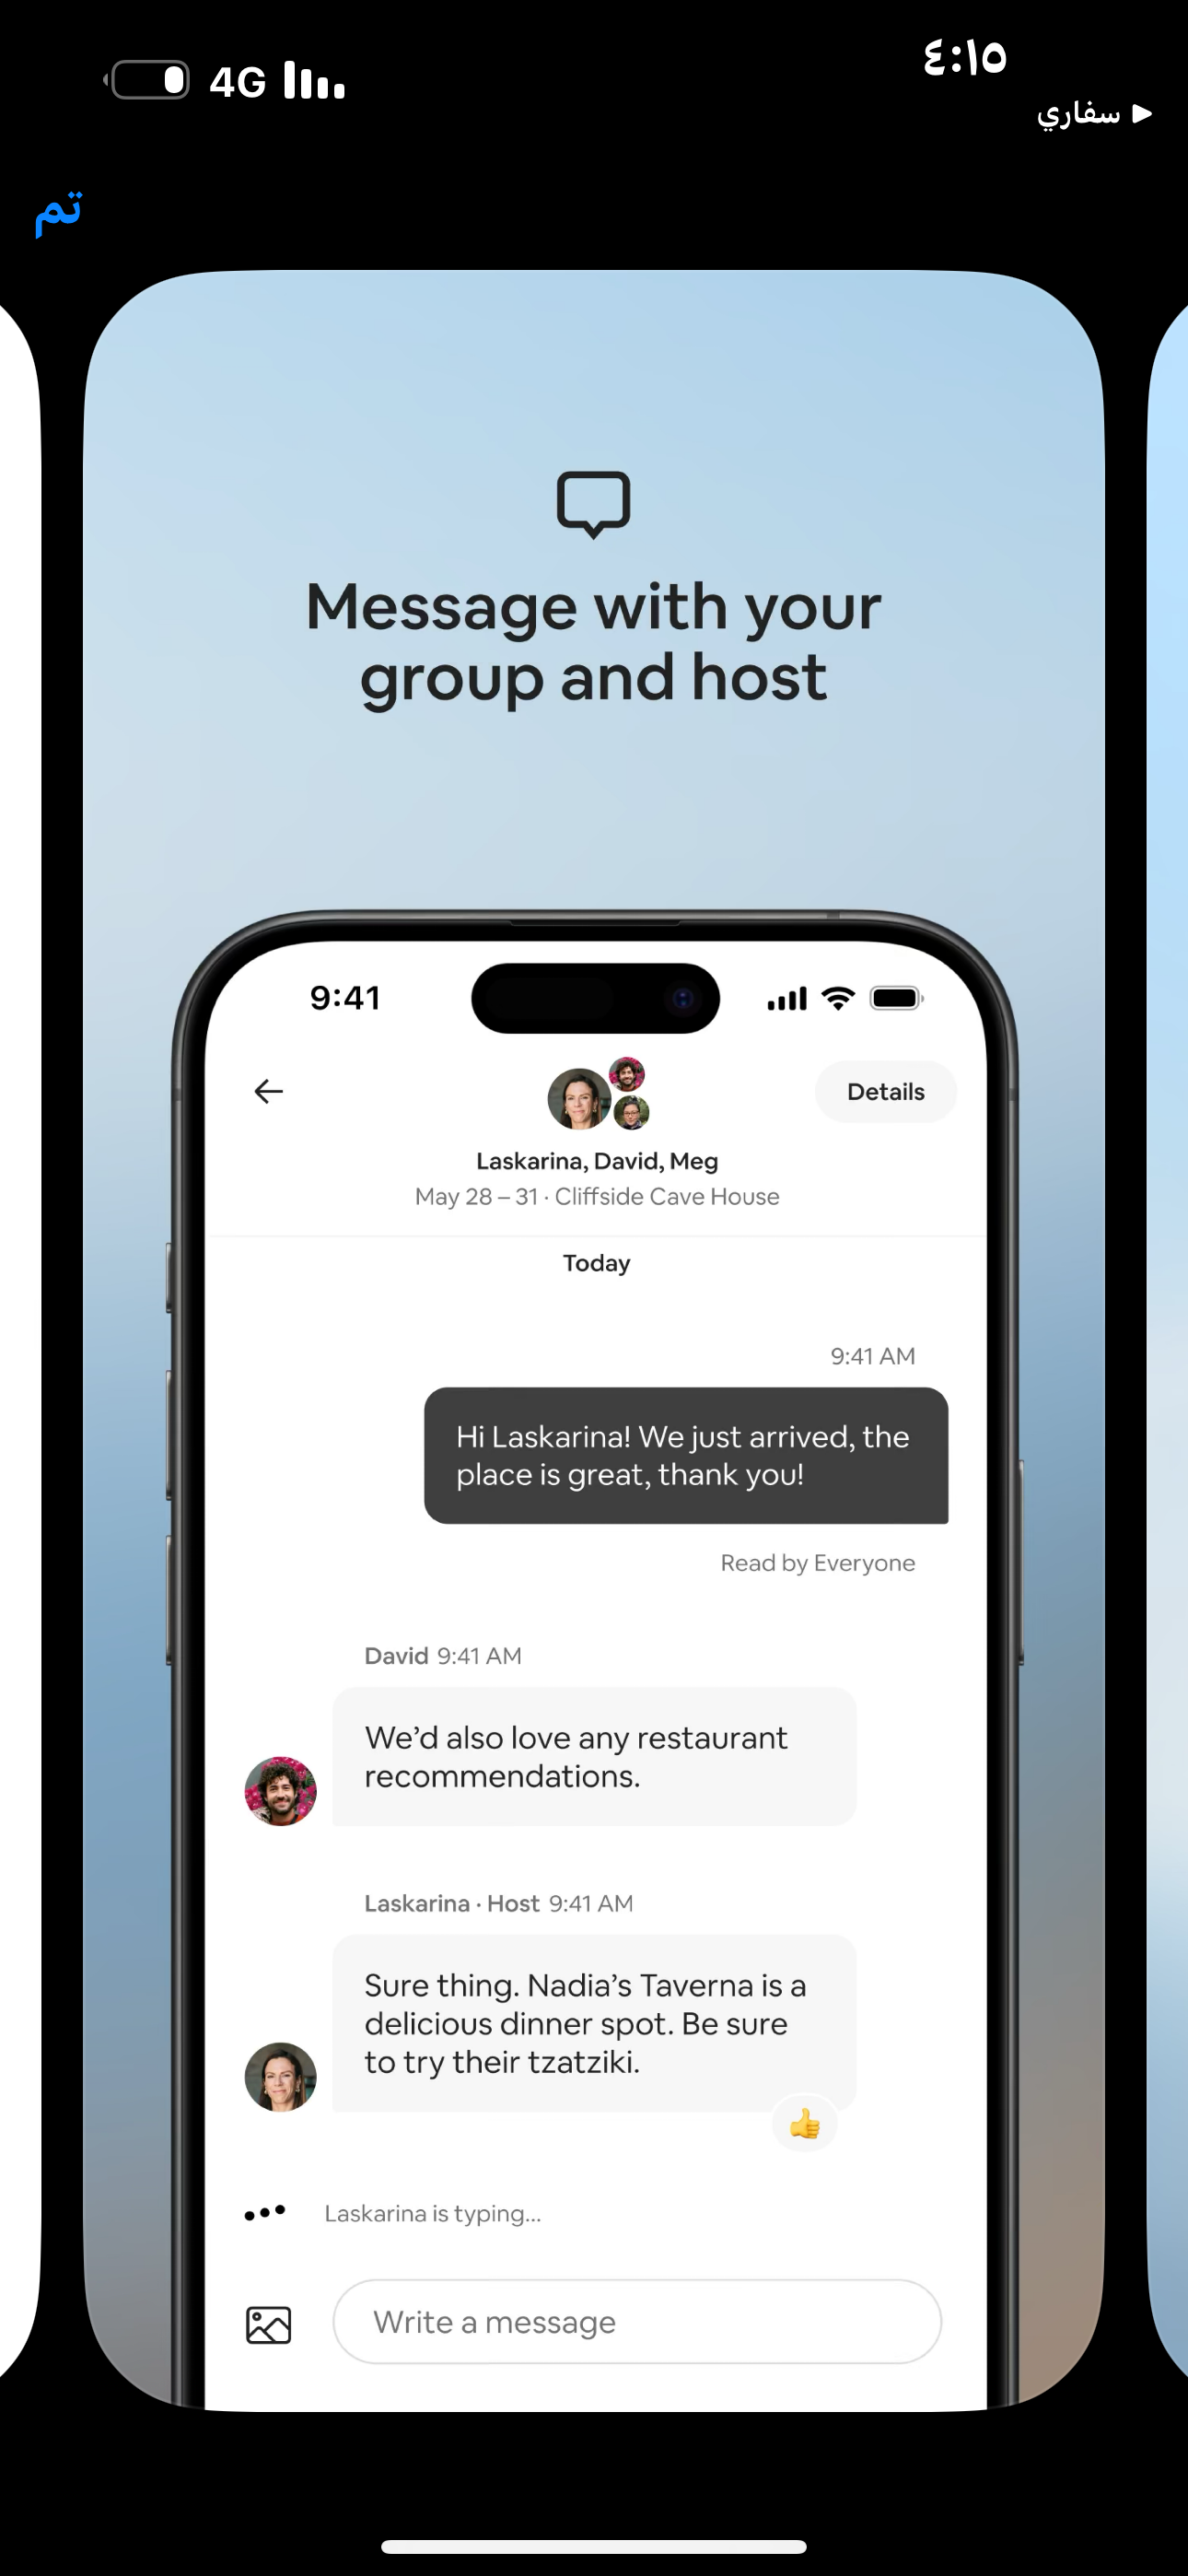 ٤:١٥
4G
سفاري
تم
Message with your
group and host
9:41
Details
Laskarina, David, Meg
May 28 – 31 · Cliffside Cave House
Today
9:41 AM
Hi Laskarina! We just arrived, the
place is great, thank you!
Read by Everyone
David 9:41 AM
We’d also love any restaurant
recommendations.
Laskarina · Host 9:41 AM
Sure thing. Nadia’s Taverna is a
delicious dinner spot. Be sure
to try their tzatziki.
Laskarina is typing...
Write a message